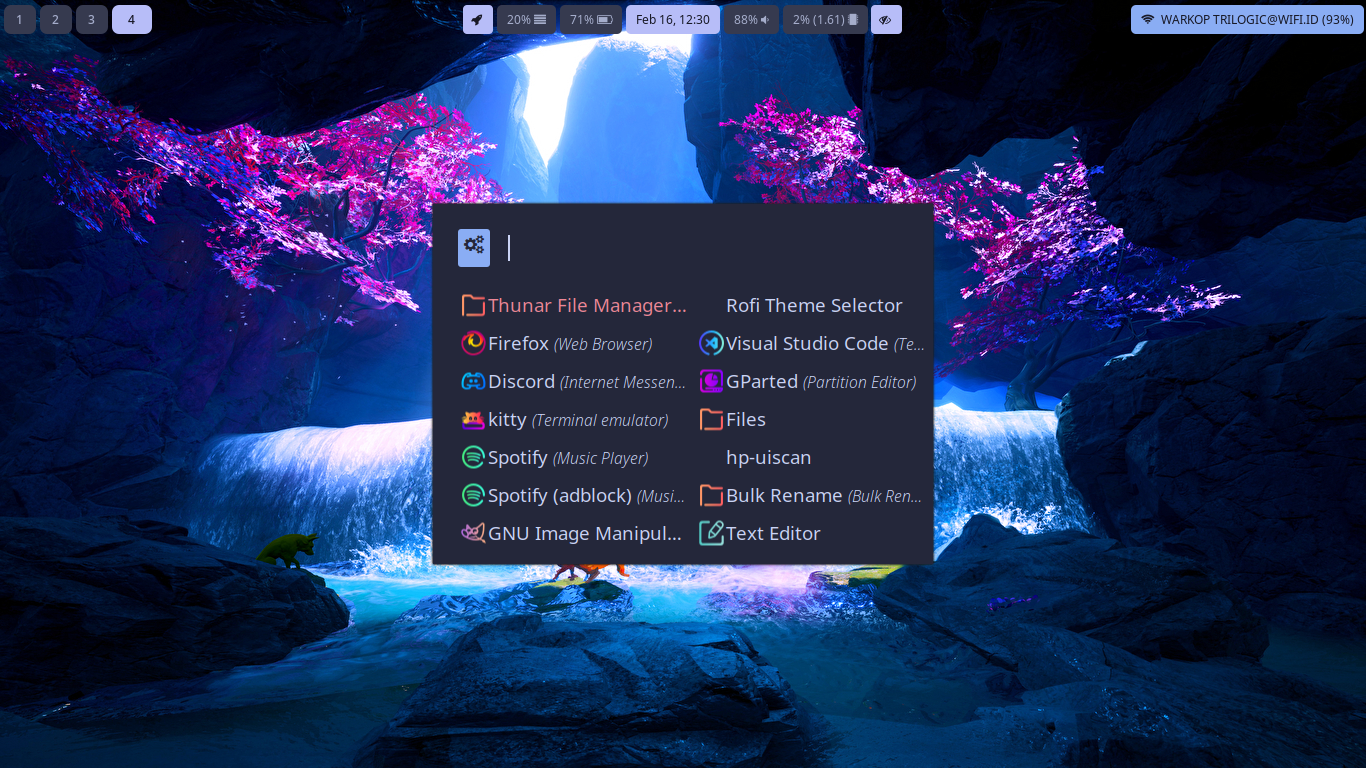 1 2 3 4 20% 71% Feb 16, 12:30 88% 2% (1.61) WARKOP TRILOGIC@WIFI.ID (93%)
Thunar File Manager... Rofi Theme Selector
Firefox (Web Browser) Visual Studio Code (Te...
Discord (Internet Messen... GParted (Partition Editor)
kitty (Terminal emulator) Files
Spotify (Music Player) hp-uiscan
Spotify (adblock) (Musi... Bulk Rename (Bulk Ren...
GNU Image Manipul... Text Editor